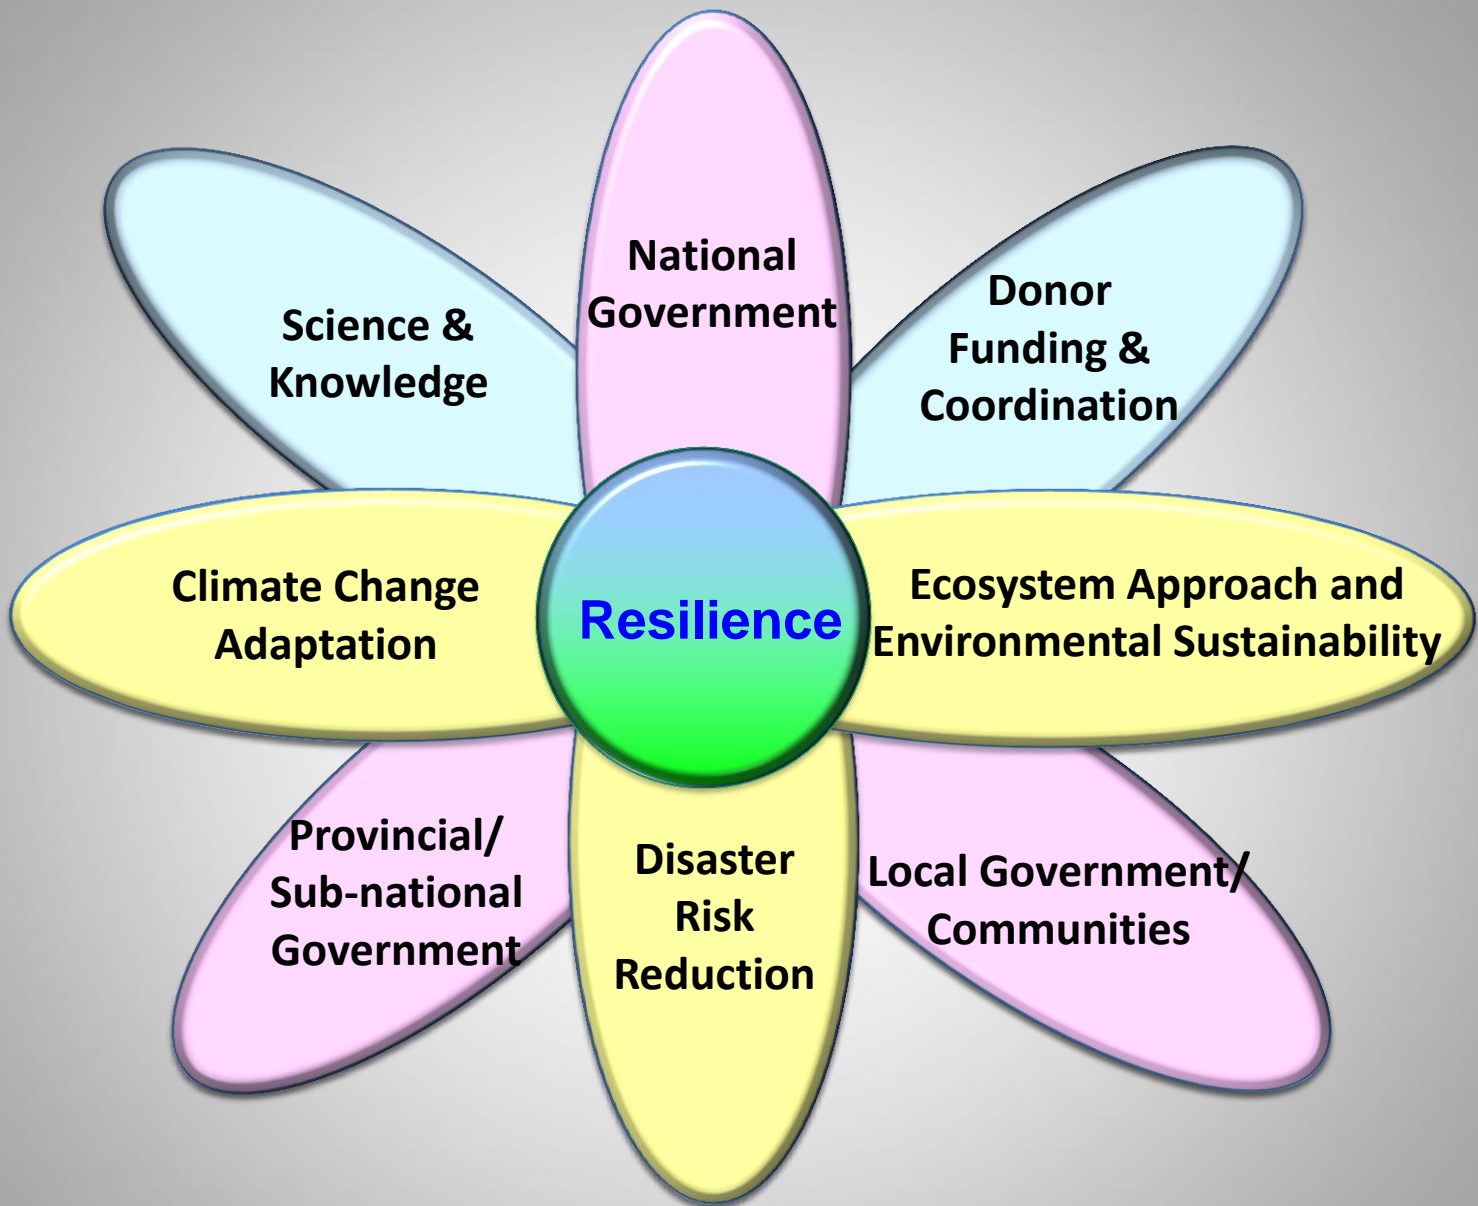 National
Government
Donor
Funding &
Coordination
Science &
Knowledge
Climate Change
Adaptation
Resilience
Ecosystem Approach and
Environmental Sustainability
Provincial/
Sub-national
Government
Disaster
Risk
Reduction
Local Government/
Communities